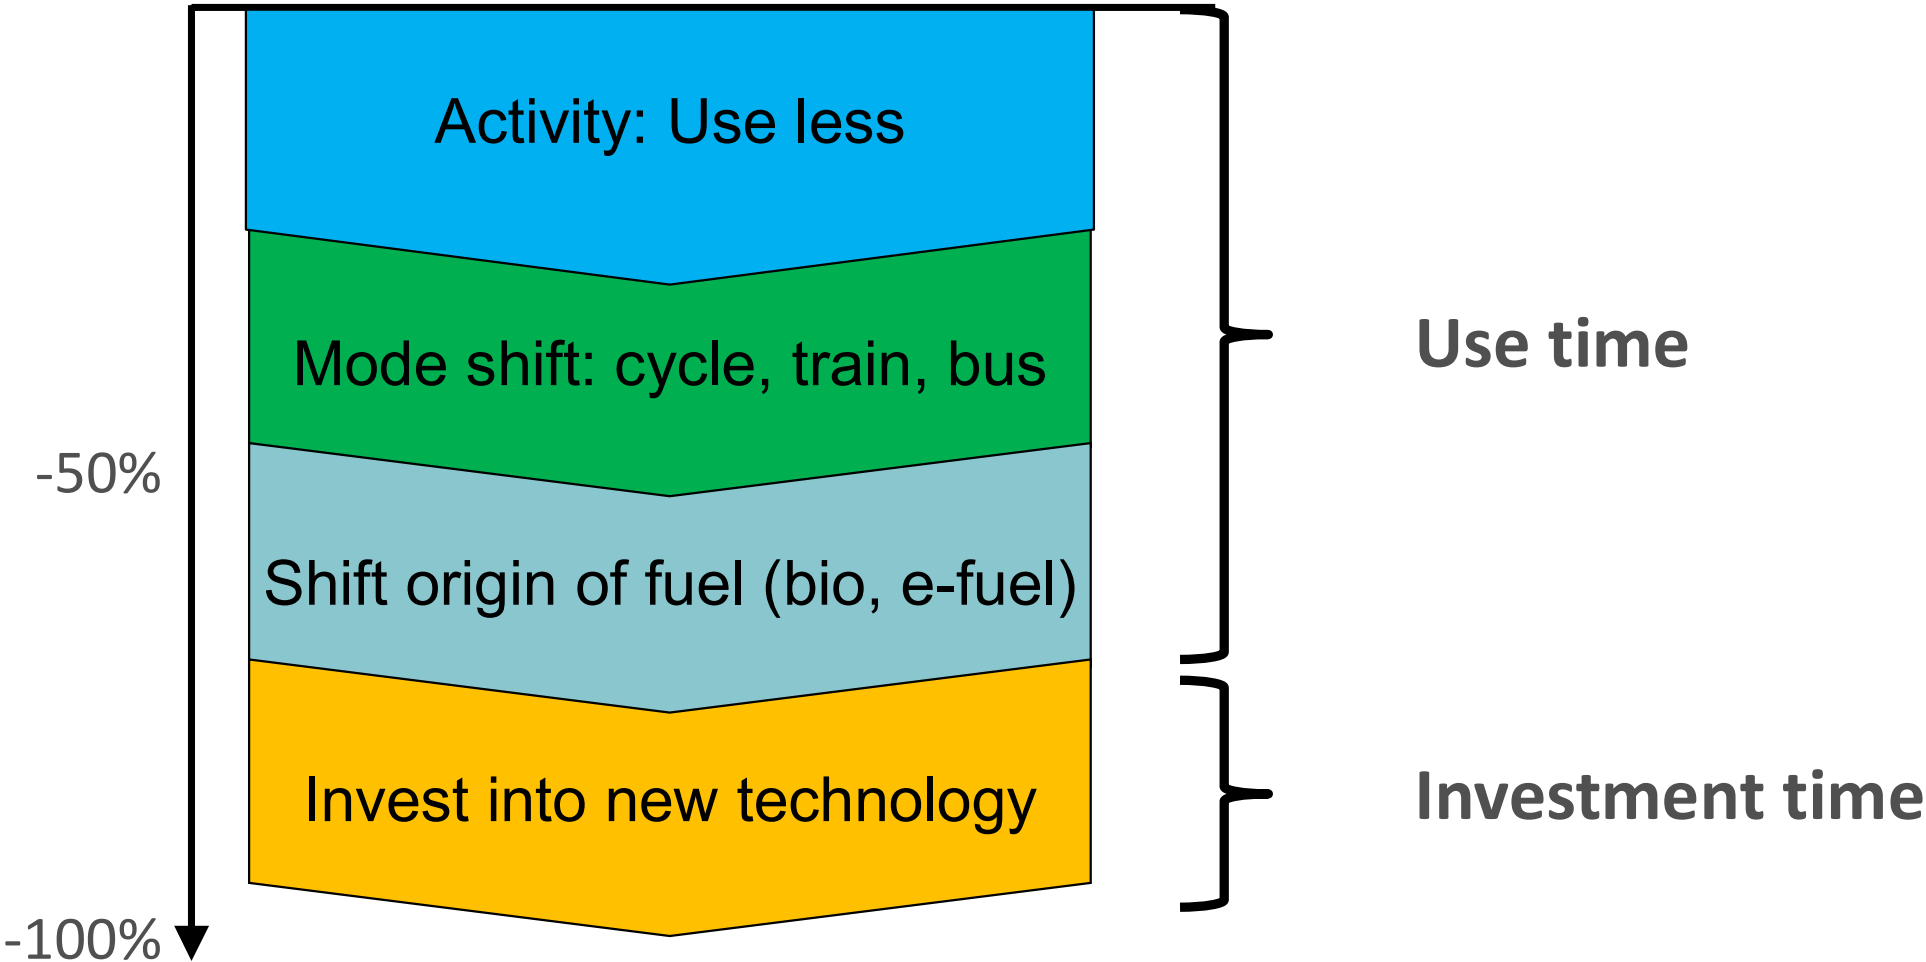 Activity: Use less
Mode shift: cycle, train, bus
Use time
-50%
Shift origin of fuel (bio, e-fuel)
Invest into new technology
Investment time
-100%